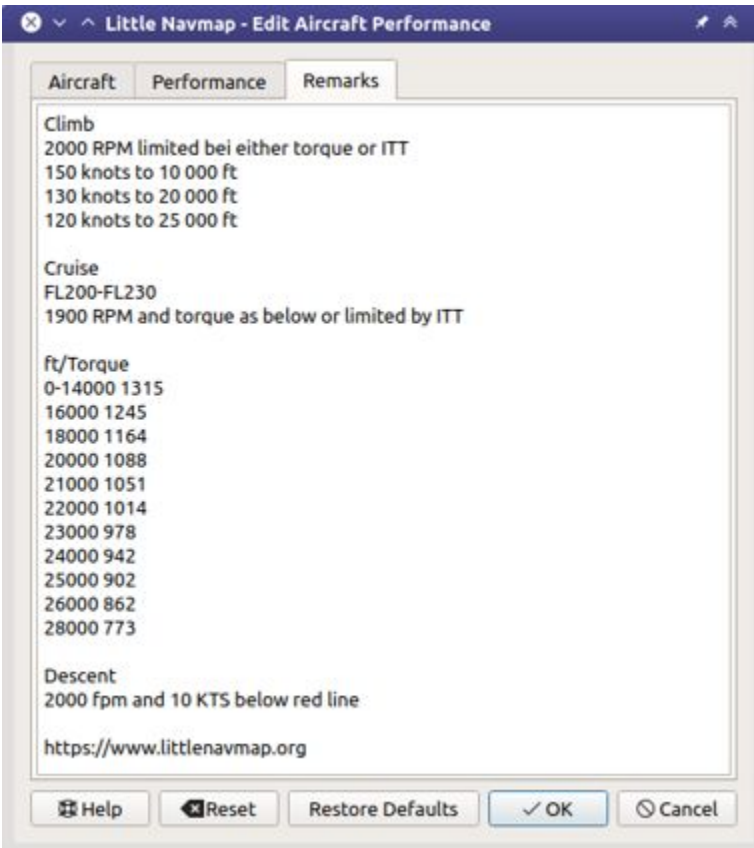 Little Navmap - Edit Aircraft Performance
Aircraft Performance Remarks
Climb
2000 RPM limited bei either torque or ITT
150 knots to 10 000 ft
130 knots to 20 000 ft
120 knots to 25 000 ft
Cruise
FL200-FL230
1900 RPM and torque as below or limited by ITT
ft/Torque
0-14000 1315
16000 1245
18000 1164
20000 1088
21000 1051
22000 1014
23000 978
24000 942
25000 902
26000 862
28000 773
Descent
2000 fpm and 10 KTS below red line
https://www.littlenavmap.org
Help Reset Restore Defaults OK Cancel